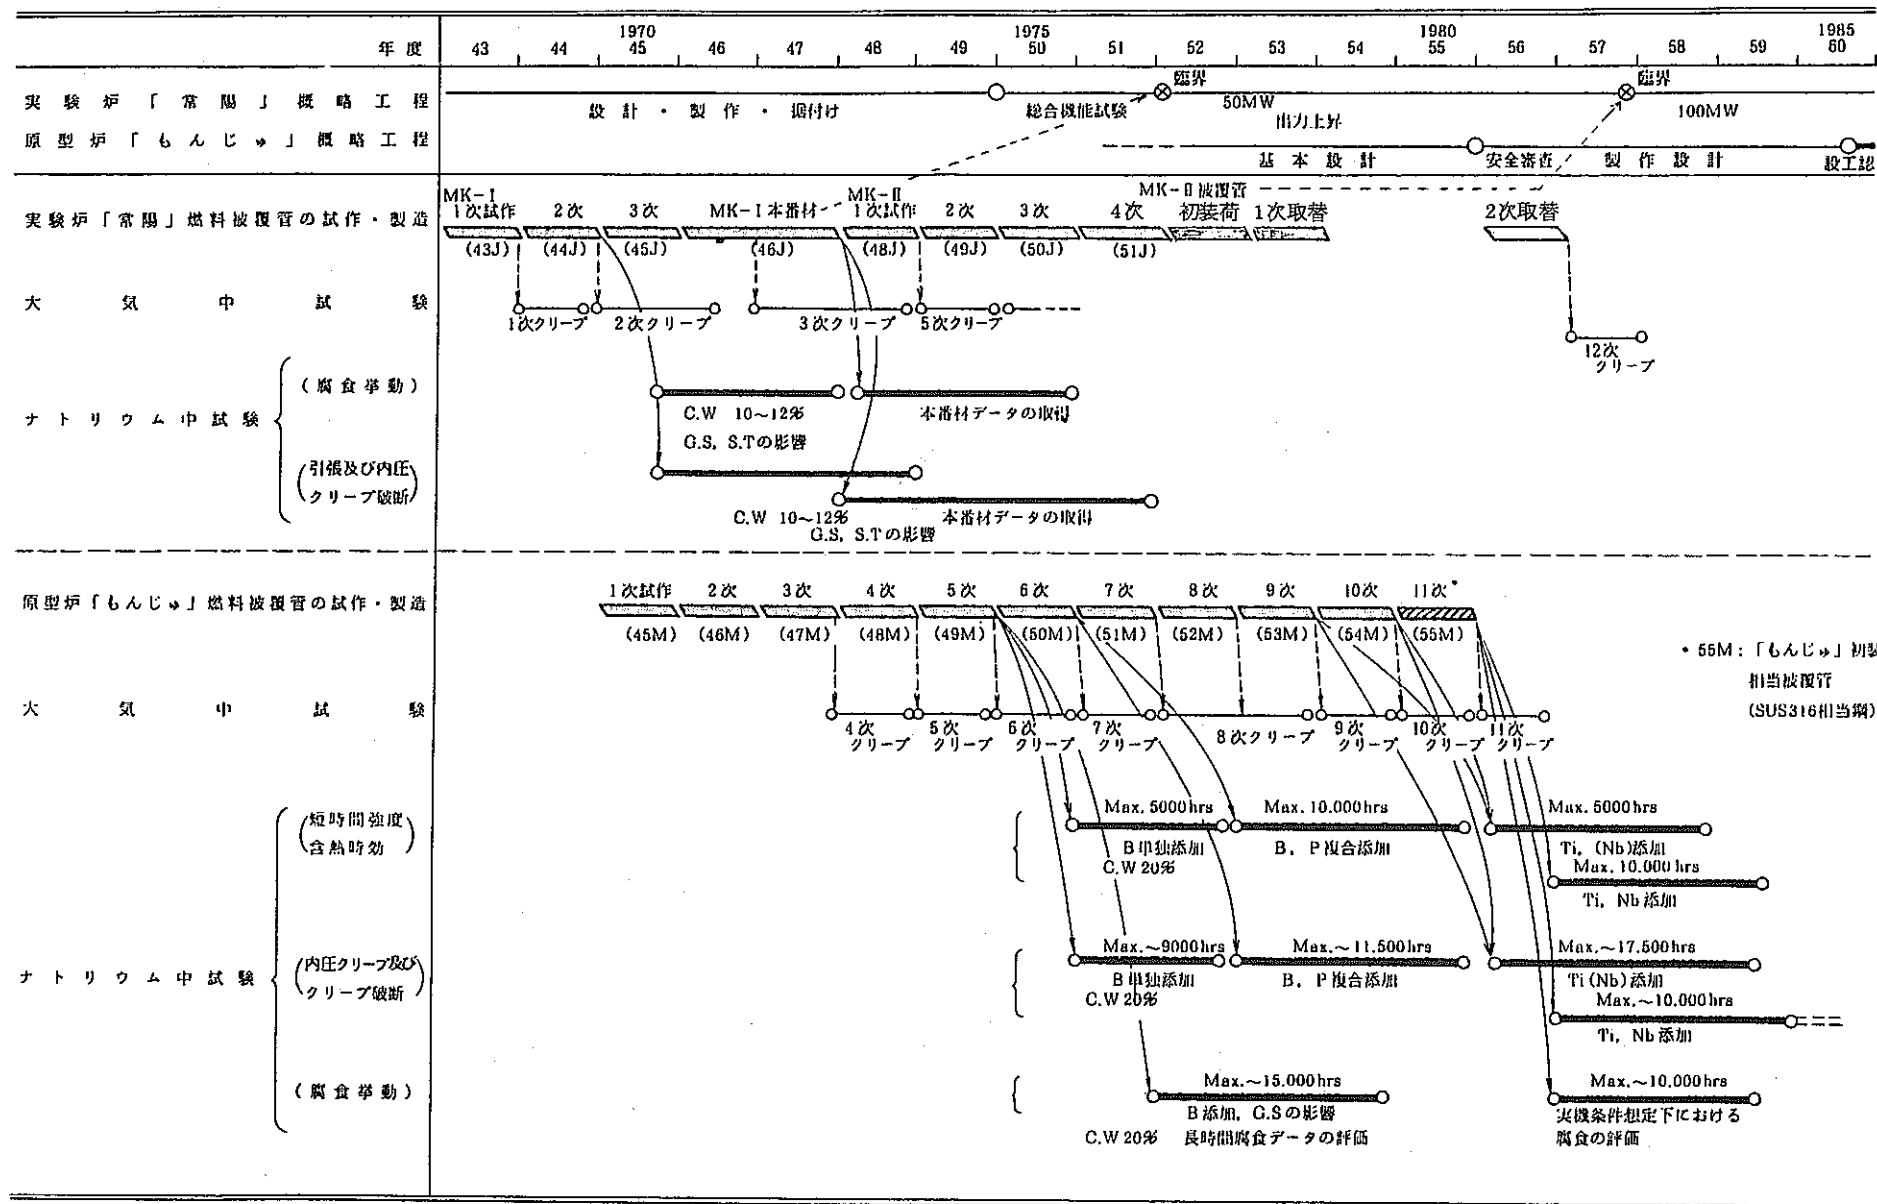 1970 1975 1980 1985
年度 43 44 45 46 47 48 49 50 51 52 53 54 55 56 57 58 59 60
実験炉「常陽」概略工程
設計・製作・据付け 総合機能試験 臨界 50MW 出力上昇 臨界 100MW
原型炉「もんじゅ」概略工程
基本設計 安全審査 製作設計 設工認
MK-I MK-II MK-II被覆管
実験炉「常陽」燃料被覆管の試作・製造
1次試作 2次 3次 MK-I本番材 1次試作 2次 3次 4次 初装荷 1次取替 2次取替
(43J) (44J) (45J) (46J) (48J) (49J) (50J) (51J)
大気中試験
1次クリープ 2次クリープ 3次クリープ 5次クリープ
12次
クリープ
ナトリウム中試験
(腐食挙動)
C.W 10~12% 本番材データの取得
G.S, S.Tの影響
(引張及び内圧
クリープ破断)
C.W 10~12% 本番材データの取得
G.S, S.Tの影響
原型炉「もんじゅ」燃料被覆管の試作・製造
1次試作 2次 3次 4次 5次 6次 7次 8次 9次 10次 11次*
(45M) (46M) (47M) (48M) (49M) (50M) (51M) (52M) (53M) (54M) (55M)
* 55M:「もんじゅ」初装
相当被覆管
(SUS316相当鋼)
大気中試験
4次 5次 6次 7次 8次クリープ 9次 10次 11次
クリープ クリープ クリープ クリープ クリープ クリープ クリープ
ナトリウム中試験
(短時間強度
含熱時効)
Max. 5000hrs Max. 10.000hrs Max. 5000hrs
B単独添加 B, P複合添加 Ti, (Nb)添加
C.W 20% Max. 10.000hrs
Ti, Nb添加
(内圧クリープ及び
クリープ破断)
Max.~9000hrs Max.~11.500hrs Max.~17.500hrs
B単独添加 B, P複合添加 Ti(Nb)添加
C.W 20% Max.~10.000hrs
Ti, Nb添加
(腐食挙動)
Max.~15.000hrs Max.~10.000hrs
B添加, G.Sの影響 実機条件想定下における
C.W 20% 長時間腐食データの評価 腐食の評価